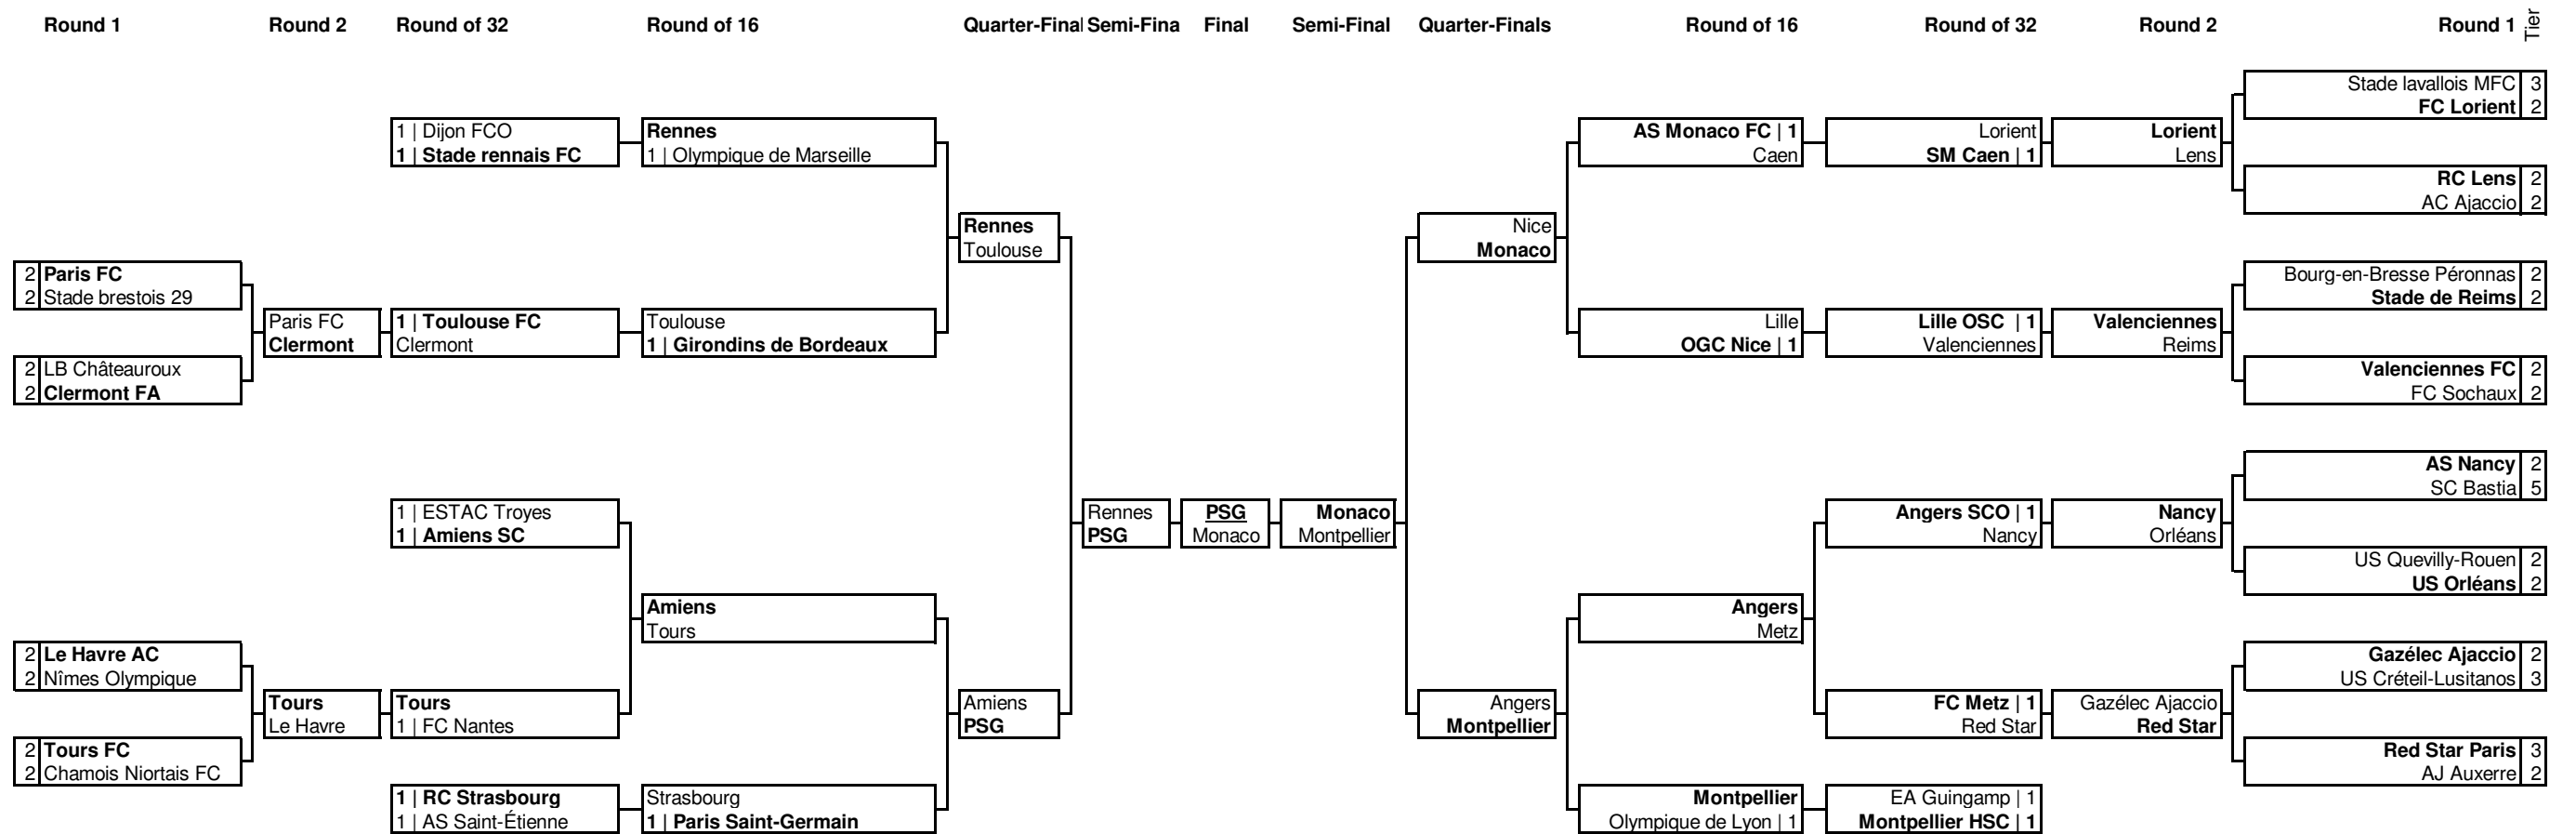 Round 1
Round 2
Round of 32
Round of 16
Quarter-Final
Semi-Fina
Final
Semi-Final
Quarter-Finals
Round of 16
Round of 32
Round 2
Round 1
Tier
2 Paris FC
2 Stade brestois 29
2 LB Châteauroux
2 Clermont FA
2 Le Havre AC
2 Nîmes Olympique
2 Tours FC
2 Chamois Niortais FC
Paris FC
Clermont
Tours
Le Havre
1 | Dijon FCO
1 | Stade rennais FC
1 | Toulouse FC
Clermont
1 | ESTAC Troyes
1 | Amiens SC
Tours
1 | FC Nantes
1 | RC Strasbourg
1 | AS Saint-Étienne
Rennes
1 | Olympique de Marseille
Toulouse
1 | Girondins de Bordeaux
Amiens
Tours
Strasbourg
1 | Paris Saint-Germain
Rennes
Toulouse
Amiens
PSG
Rennes
PSG
PSG
Monaco
Monaco
Montpellier
Nice
Monaco
Angers
Montpellier
AS Monaco FC | 1
Caen
Lille
OGC Nice | 1
Angers
Metz
Montpellier
Olympique de Lyon | 1
Lorient
SM Caen | 1
Lille OSC | 1
Valenciennes
Angers SCO | 1
Nancy
FC Metz | 1
Red Star
EA Guingamp | 1
Montpellier HSC | 1
Lorient
Lens
Valenciennes
Reims
Nancy
Orléans
Gazélec Ajaccio
Red Star
Stade lavallois MFC 3
FC Lorient 2
RC Lens 2
AC Ajaccio 2
Bourg-en-Bresse Péronnas 2
Stade de Reims 2
Valenciennes FC 2
FC Sochaux 2
AS Nancy 2
SC Bastia 5
US Quevilly-Rouen 2
US Orléans 2
Gazélec Ajaccio 2
US Créteil-Lusitanos 3
Red Star Paris 3
AJ Auxerre 2